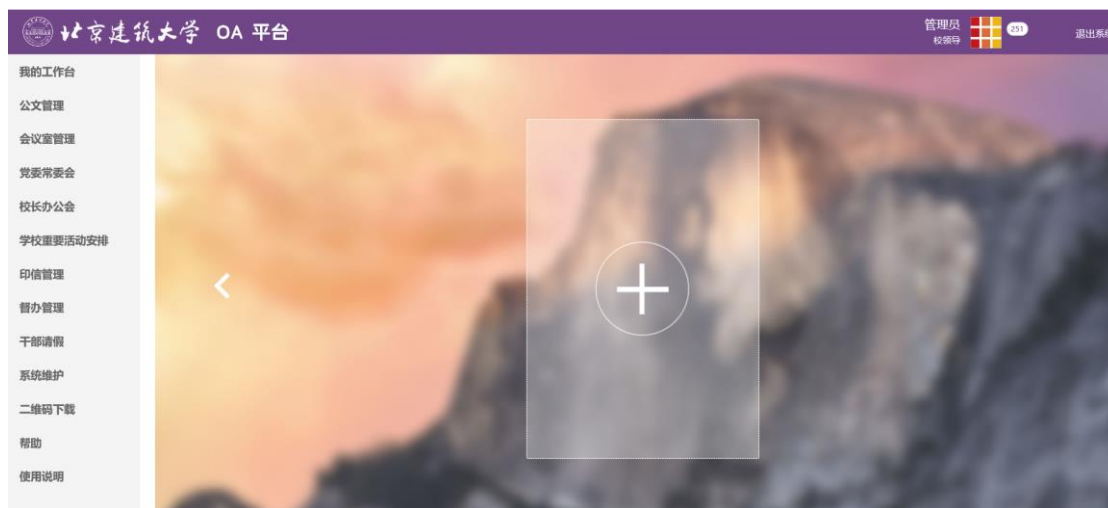 北京建筑大学 OA 平台
管理员
校领导
251
退出系统
我的工作台
公文管理
会议室管理
党委常委会
校长办公会
学校重要活动安排
印信管理
督办管理
干部请假
系统维护
二维码下载
帮助
使用说明